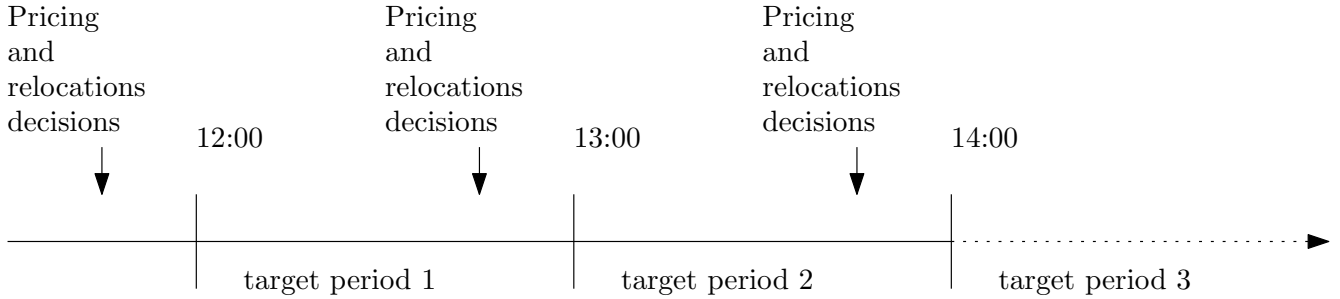 Pricing
and
relocations
decisions
Pricing
and
relocations
decisions
Pricing
and
relocations
decisions
12:00
13:00
14:00
target period 1
target period 2
target period 3